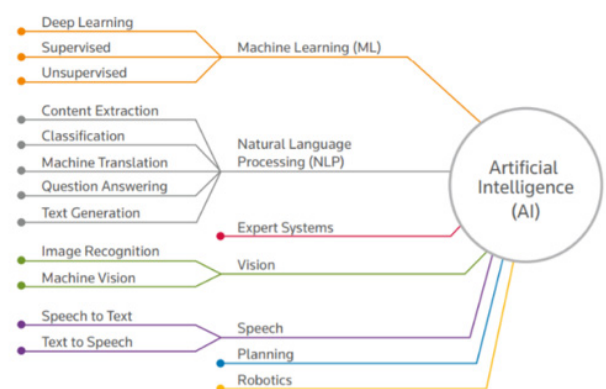 Deep Learning
Supervised
Unsupervised
Machine Learning (ML)
Content Extraction
Classification
Machine Translation
Question Answering
Text Generation
Natural Language
Processing (NLP)
Expert Systems
Image Recognition
Machine Vision
Vision
Speech to Text
Text to Speech
Speech
Planning
Robotics
Artificial
Intelligence
(AI)